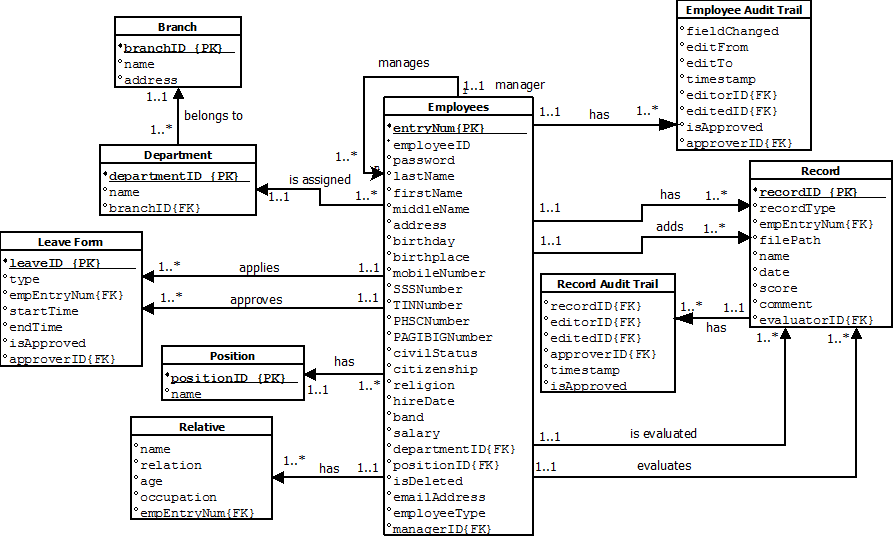 Branch
branchID {PK}
name
address
1..1
belongs to
1..*
Department
departmentID {PK}
name
branchID{FK}
is assigned
1..1
1..*
manages
1..1
manager
1..*
Employees
entryNum{PK}
employeeID
password
lastName
firstName
middleName
address
birthday
birthplace
mobileNumber
SSSNumber
TINNumber
PHSCNumber
PAGIBIGNumber
civilStatus
citizenship
religion
hireDate
band
salary
departmentID{FK}
positionID{FK}
isDeleted
emailAddress
employeeType
managerID{FK}
Employee Audit Trail
fieldChanged
editFrom
editTo
timestamp
editorID{FK}
editedID{FK}
isApproved
approverID{FK}
1..1
has
1..*
Record
recordID {PK}
recordType
empEntryNum{FK}
filePath
name
date
score
comment
evaluatorID{FK}
has
1..*
1..1
adds
1..*
1..1
Leave Form
leaveID {PK}
type
empEntryNum{FK}
startTime
endTime
isApproved
approverID{FK}
1..*
applies
1..1
1..*
approves
1..1
Record Audit Trail
recordID{FK}
editorID{FK}
editedID{FK}
approverID{FK}
timestamp
isApproved
1..*
1..1
has
Position
positionID {PK}
name
has
1..1
1..*
Relative
name
relation
age
occupation
empEntryNum{FK}
1..*
has
1..1
1..*
1..*
1..1
is evaluated
1..1
evaluates